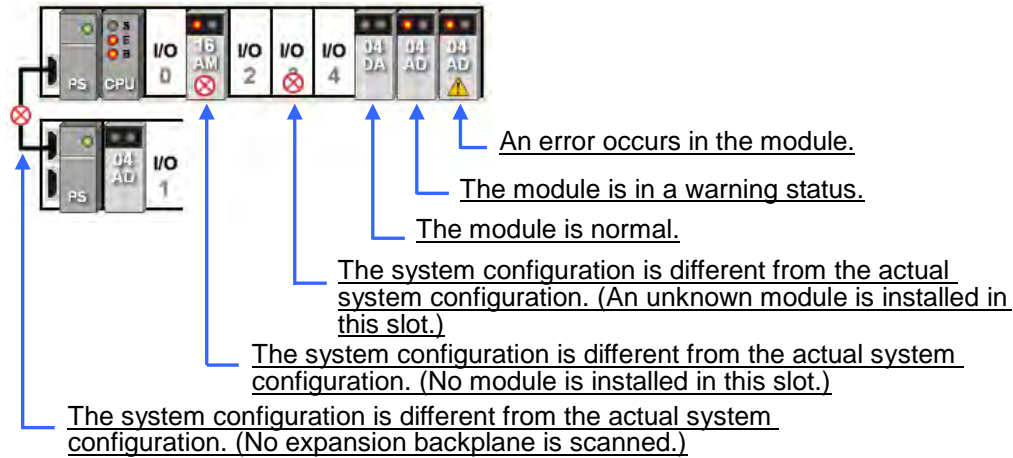 S
E
B
PS CPU I/O 0 16 AM I/O 2 I/O 3 I/O 4 04 DA 04 AD 04 AD
PS 04 AD I/O 1
An error occurs in the module.
The module is in a warning status.
The module is normal.
The system configuration is different from the actual
system configuration. (An unknown module is installed in
this slot.)
The system configuration is different from the actual system
configuration. (No module is installed in this slot.)
The system configuration is different from the actual system
configuration. (No expansion backplane is scanned.)